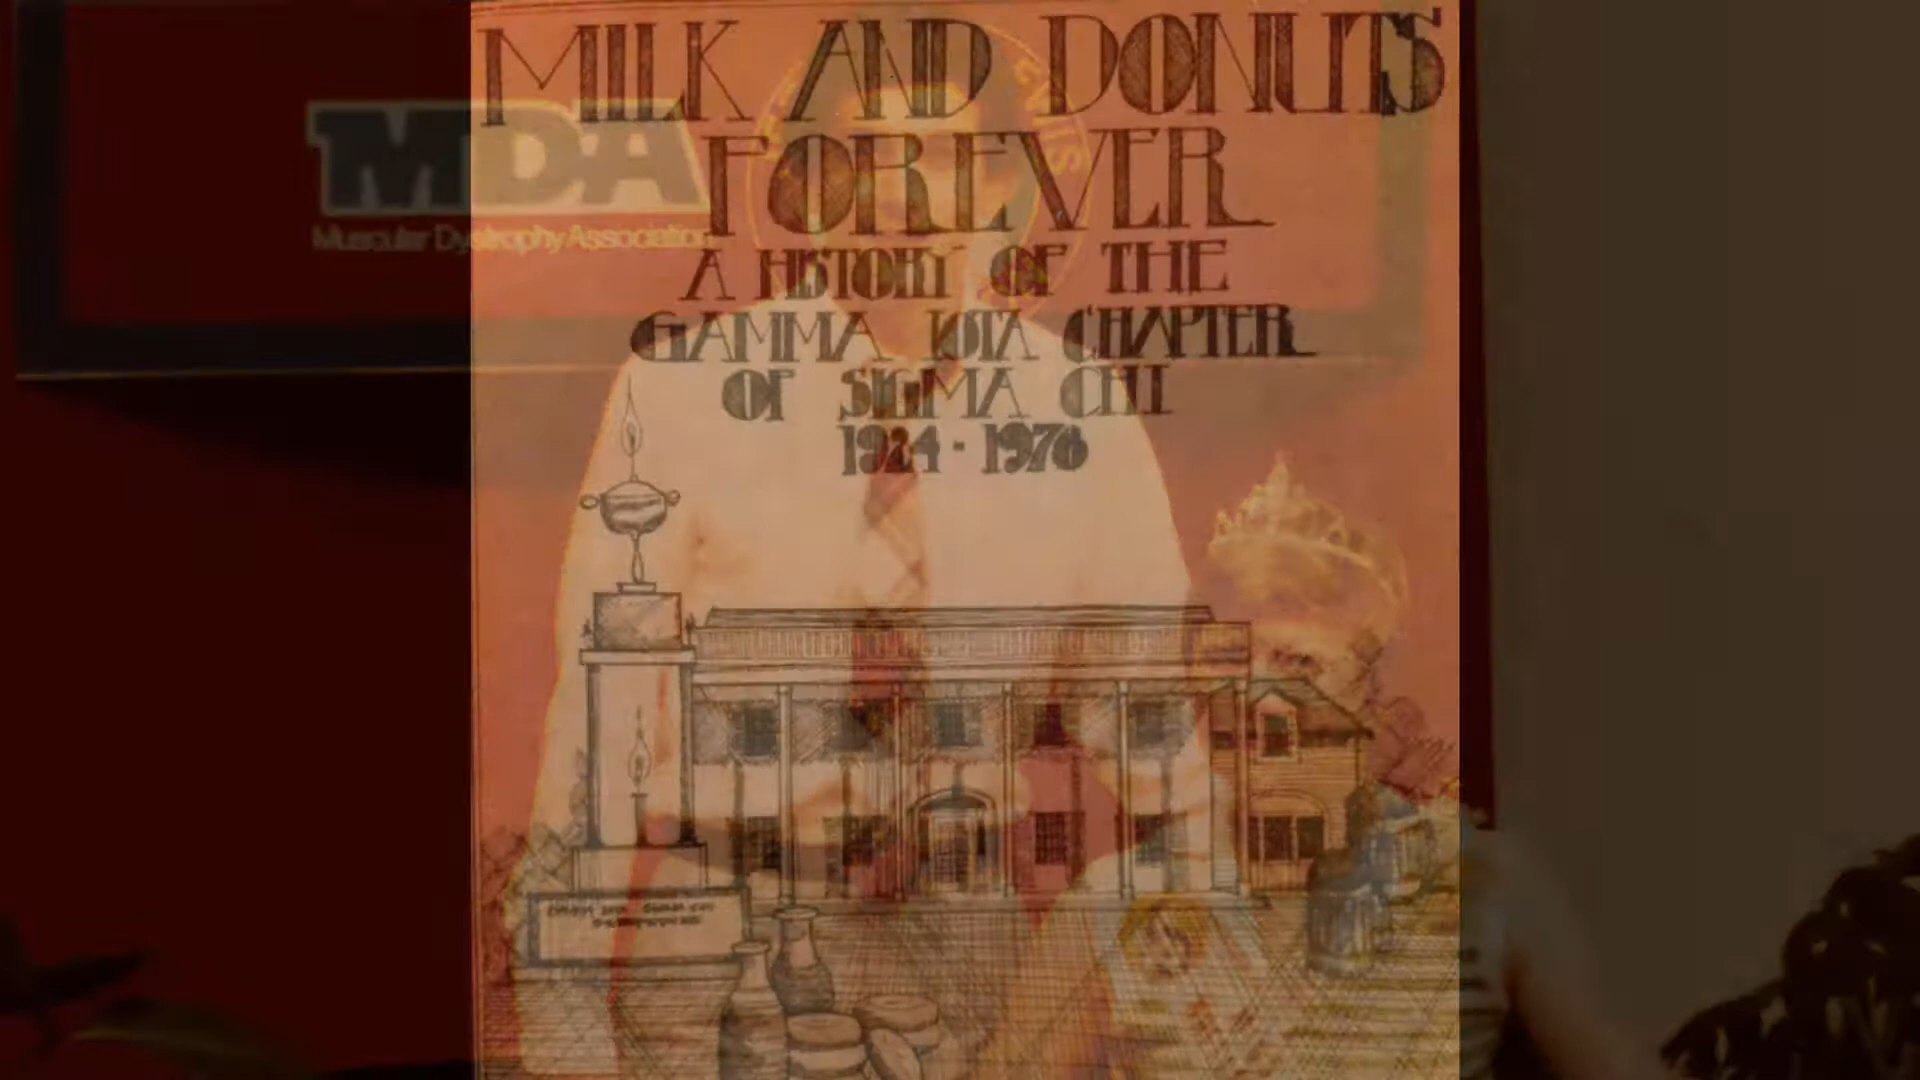 MILK AND DONUTS
FOREVER
A HISTORY OF THE
GAMMA IOTA CHAPTER
OF SIGMA CHI
1924 - 1976
MDA
Muscular Dystrophy Association